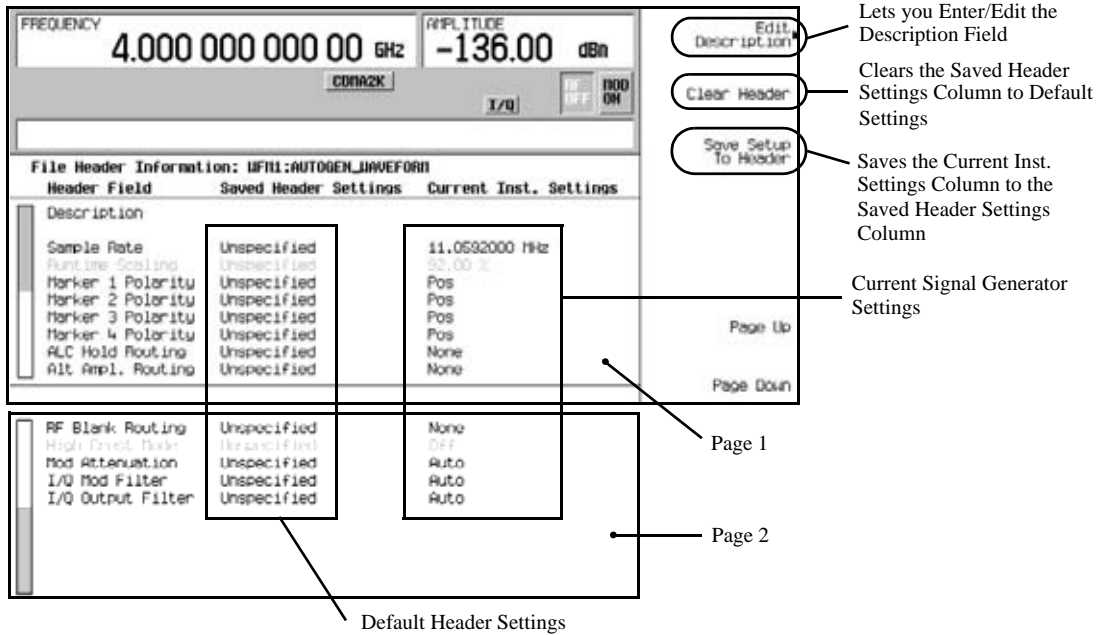 FREQUENCY
4.000 000 000 00 GHz
AMPLITUDE
-136.00 dBm
CDMA2K
I/Q
RF OFF
MOD ON
File Header Information: WFM1:AUTOGEN_WAVEFORM
Header Field Saved Header Settings Current Inst. Settings
Description
Sample Rate Unspecified 11.0592000 MHz
Runtime Scaling Unspecified 92.00 %
Marker 1 Polarity Unspecified Pos
Marker 2 Polarity Unspecified Pos
Marker 3 Polarity Unspecified Pos
Marker 4 Polarity Unspecified Pos
ALC Hold Routing Unspecified None
Alt Ampl. Routing Unspecified None
RF Blank Routing Unspecified None
High Crest Mode Unspecified Off
Mod Attenuation Unspecified Auto
I/Q Mod Filter Unspecified Auto
I/Q Output Filter Unspecified Auto
Edit
Description
Clear Header
Save Setup
To Header
Page Up
Page Down
Lets you Enter/Edit the
Description Field
Clears the Saved Header
Settings Column to Default
Settings
Saves the Current Inst.
Settings Column to the
Saved Header Settings
Column
Current Signal Generator
Settings
Page 1
Page 2
Default Header Settings